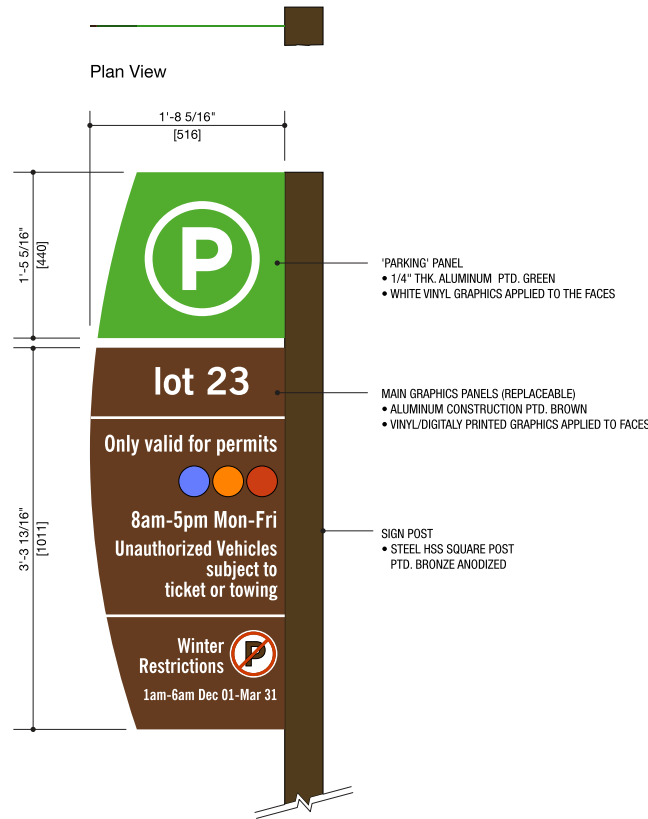 Plan View
1'-8 5/16"
[516]
1'-5 5/16"
[440]
P
'PARKING' PANEL
• 1/4" THK. ALUMINUM PTD. GREEN
• WHITE VINYL GRAPHICS APPLIED TO THE FACES
lot 23
MAIN GRAPHICS PANELS (REPLACEABLE)
• ALUMINUM CONSTRUCTION PTD. BROWN
• VINYL/DIGITALY PRINTED GRAPHICS APPLIED TO FACES
Only valid for permits
3'-3 13/16"
[1011]
8am-5pm Mon-Fri
Unauthorized Vehicles
subject to
ticket or towing
SIGN POST
• STEEL HSS SQUARE POST
PTD. BRONZE ANODIZED
Winter
Restrictions
P
1am-6am Dec 01-Mar 31